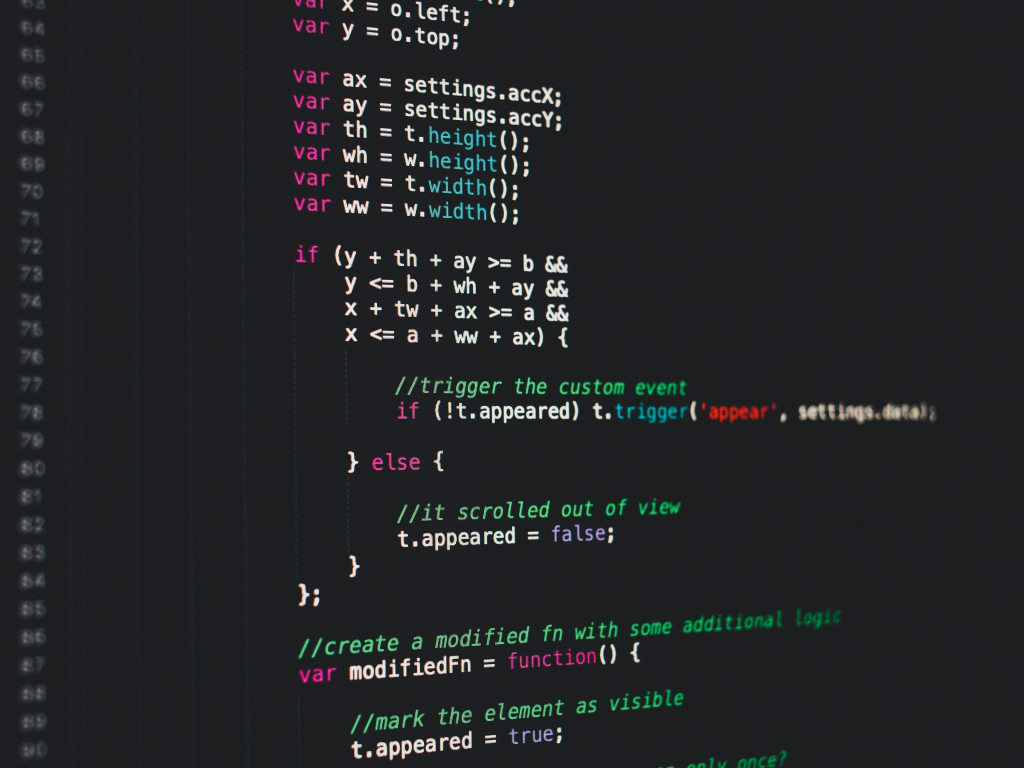 63
64 var x = o.left;
65 var y = o.top;
66
67 var ax = settings.accX;
68 var ay = settings.accY;
69 var th = t.height();
70 var wh = w.height();
71 var tw = t.width();
var ww = w.width();
72
73 if (y + th + ay >= b &&
74 y <= b + wh + ay &&
75 x + tw + ax >= a &&
76 x <= a + ww + ax) {
77
78 //trigger the custom event
if (!t.appeared) t.trigger('appear', settings.data);
79
80 } else {
81
82 //it scrolled out of view
83 t.appeared = false;
84 }
85 };
86 //create a modified fn with some additional logic
87 var modifiedFn = function() {
88
89 //mark the element as visible
90 t.appeared = true;
only once?